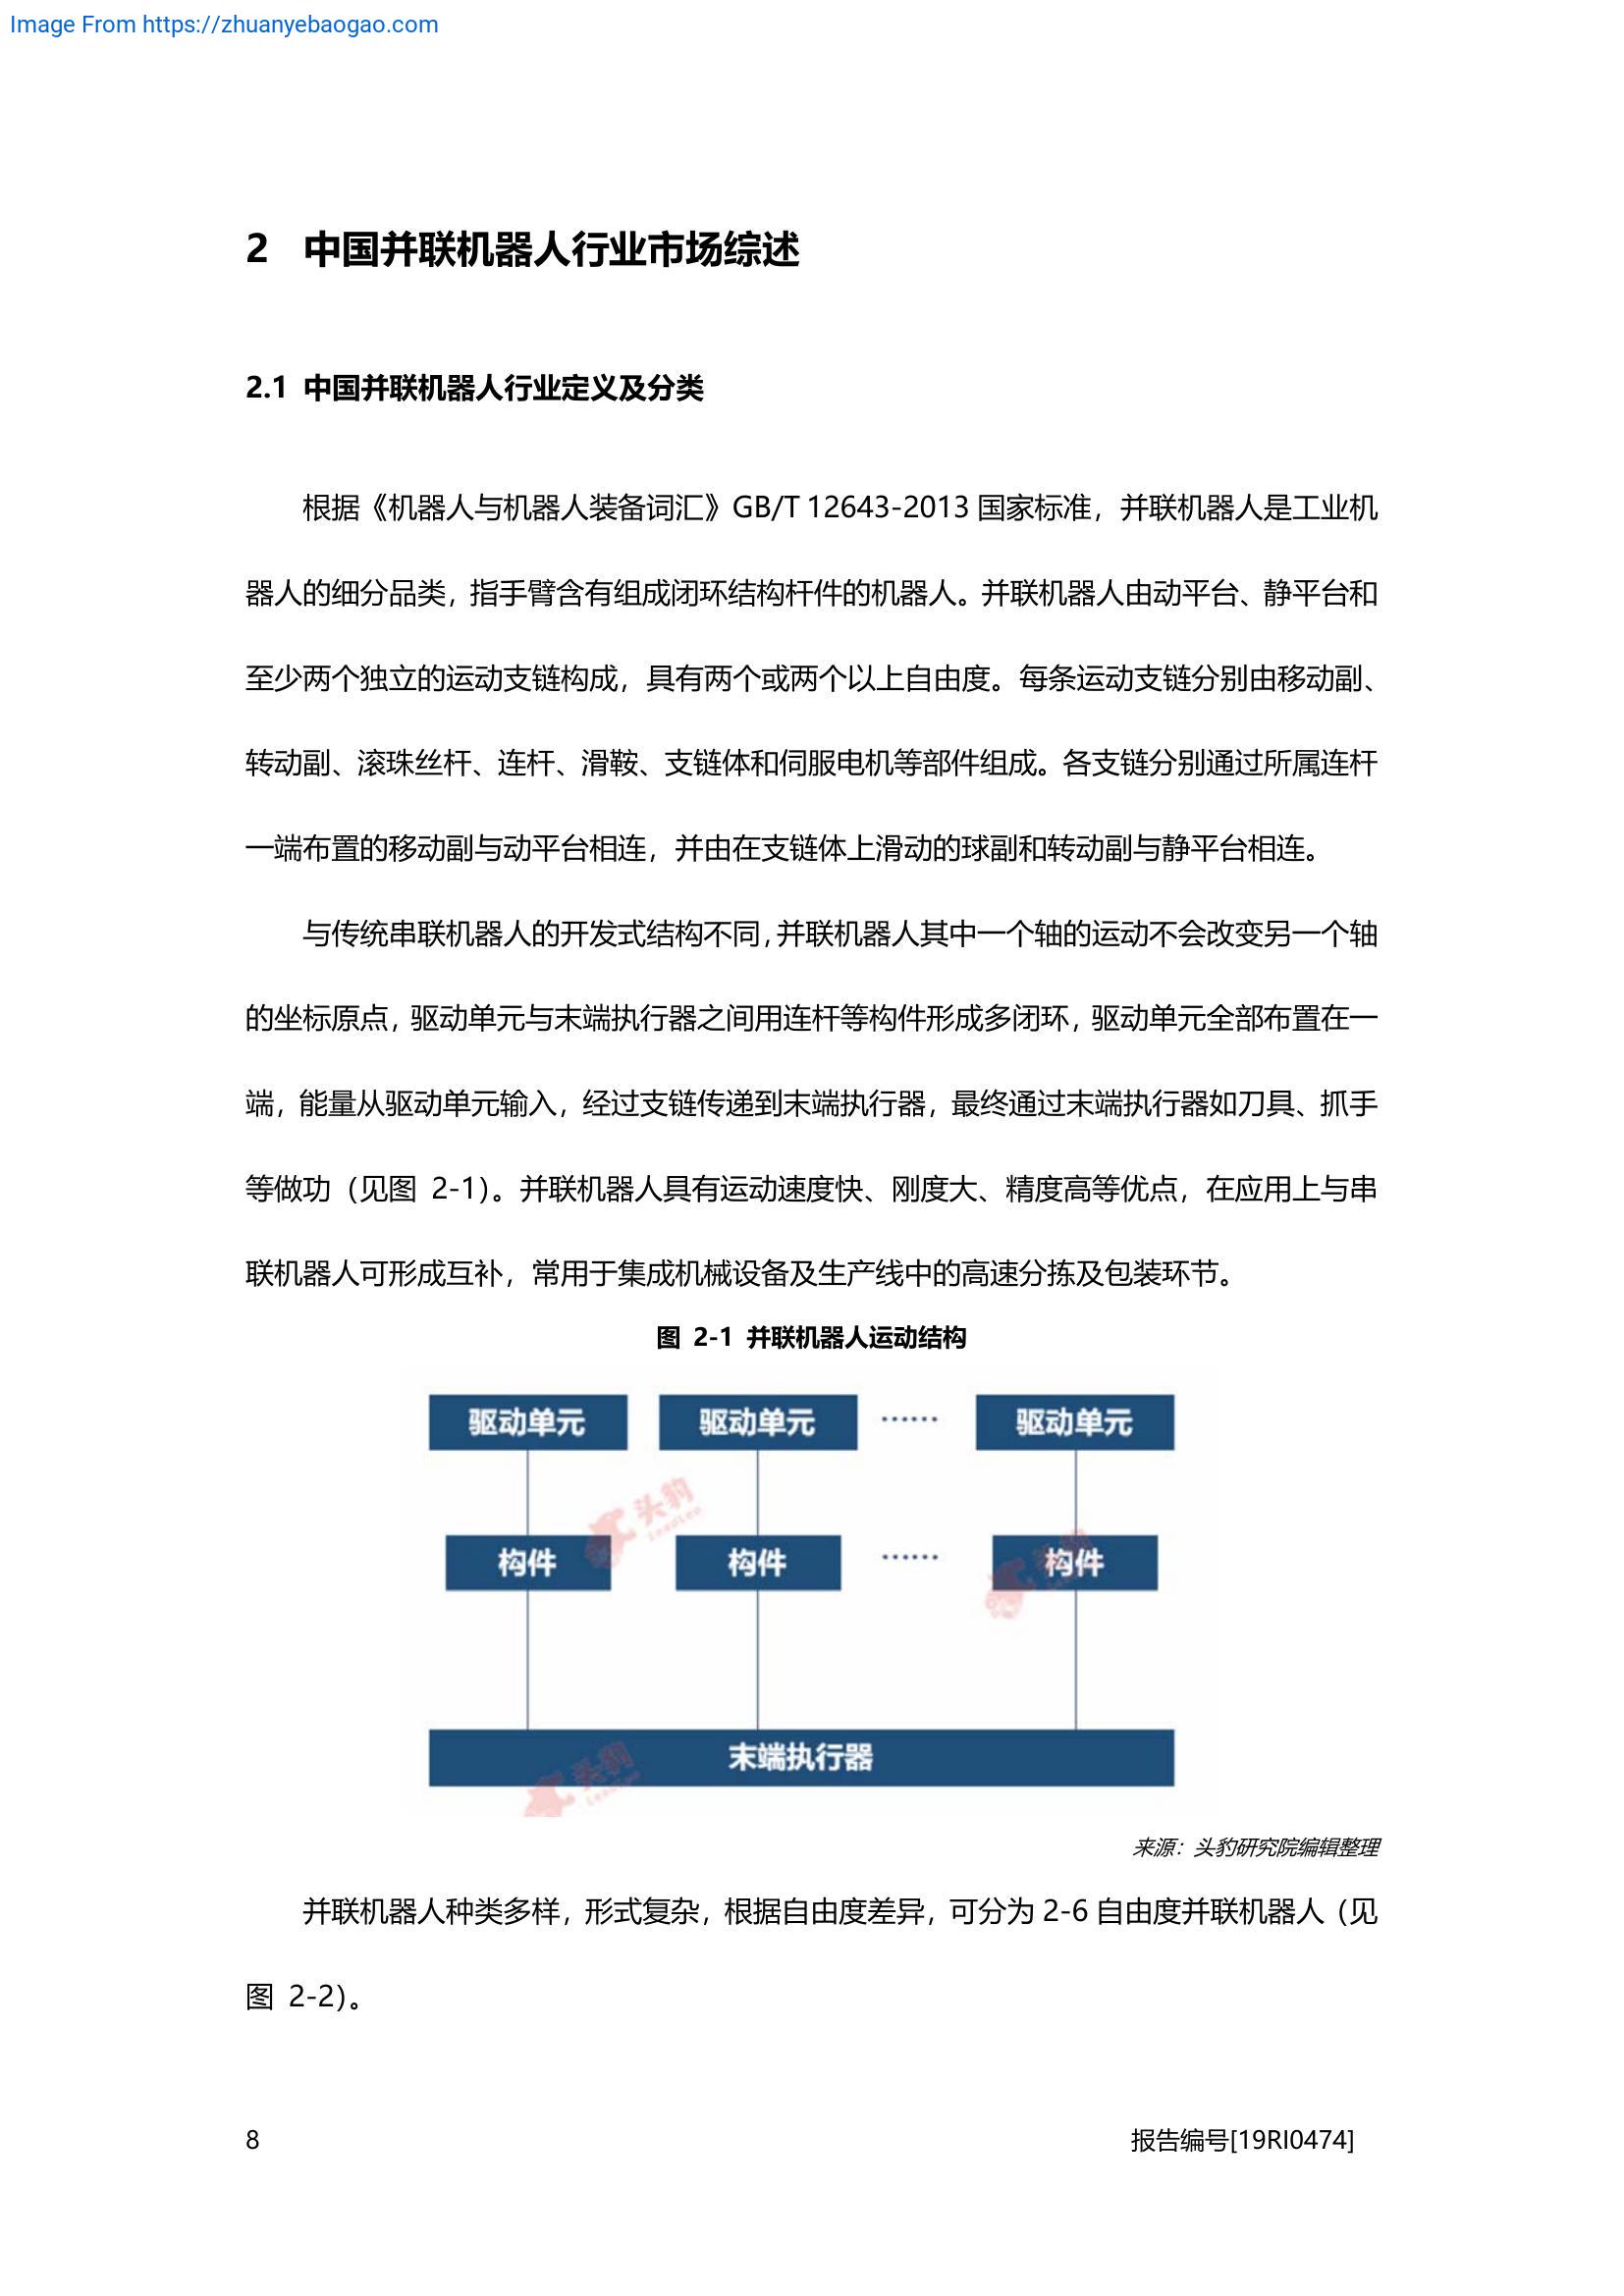 Image From https://zhuanyebaogao.com
2 中国并联机器人行业市场综述
2.1 中国并联机器人行业定义及分类
根据《机器人与机器人装备词汇》GB/T 12643-2013 国家标准，并联机器人是工业机
器人的细分品类，指手臂含有组成闭环结构杆件的机器人。并联机器人由动平台、静平台和
至少两个独立的运动支链构成，具有两个或两个以上自由度。每条运动支链分别由移动副、
转动副、滚珠丝杆、连杆、滑鞍、支链体和伺服电机等部件组成。各支链分别通过所属连杆
一端布置的移动副与动平台相连，并由在支链体上滑动的球副和转动副与静平台相连。
与传统串联机器人的开发式结构不同，并联机器人其中一个轴的运动不会改变另一个轴
的坐标原点，驱动单元与末端执行器之间用连杆等构件形成多闭环，驱动单元全部布置在一
端，能量从驱动单元输入，经过支链传递到末端执行器，最终通过末端执行器如刀具、抓手
等做功（见图 2-1）。并联机器人具有运动速度快、刚度大、精度高等优点，在应用上与串
联机器人可形成互补，常用于集成机械设备及生产线中的高速分拣及包装环节。
图 2-1 并联机器人运动结构
驱动单元 驱动单元 …… 驱动单元
头豹
LeadLeo
构件 构件 …… 构件
末端执行器
头豹
来源：头豹研究院编辑整理
并联机器人种类多样，形式复杂，根据自由度差异，可分为 2-6 自由度并联机器人（见
图 2-2）。
8 报告编号[19RI0474]